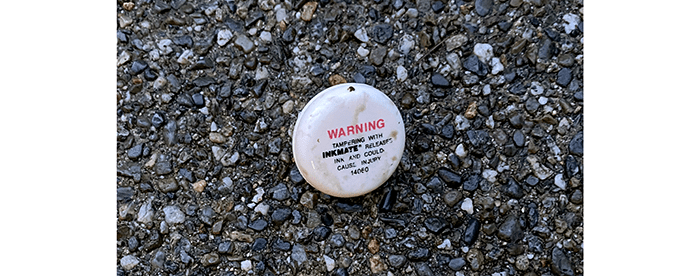 WARNING
TAMPERING WITH
INKMATE® RELEASES
INK AND COULD
CAUSE INJURY
14060